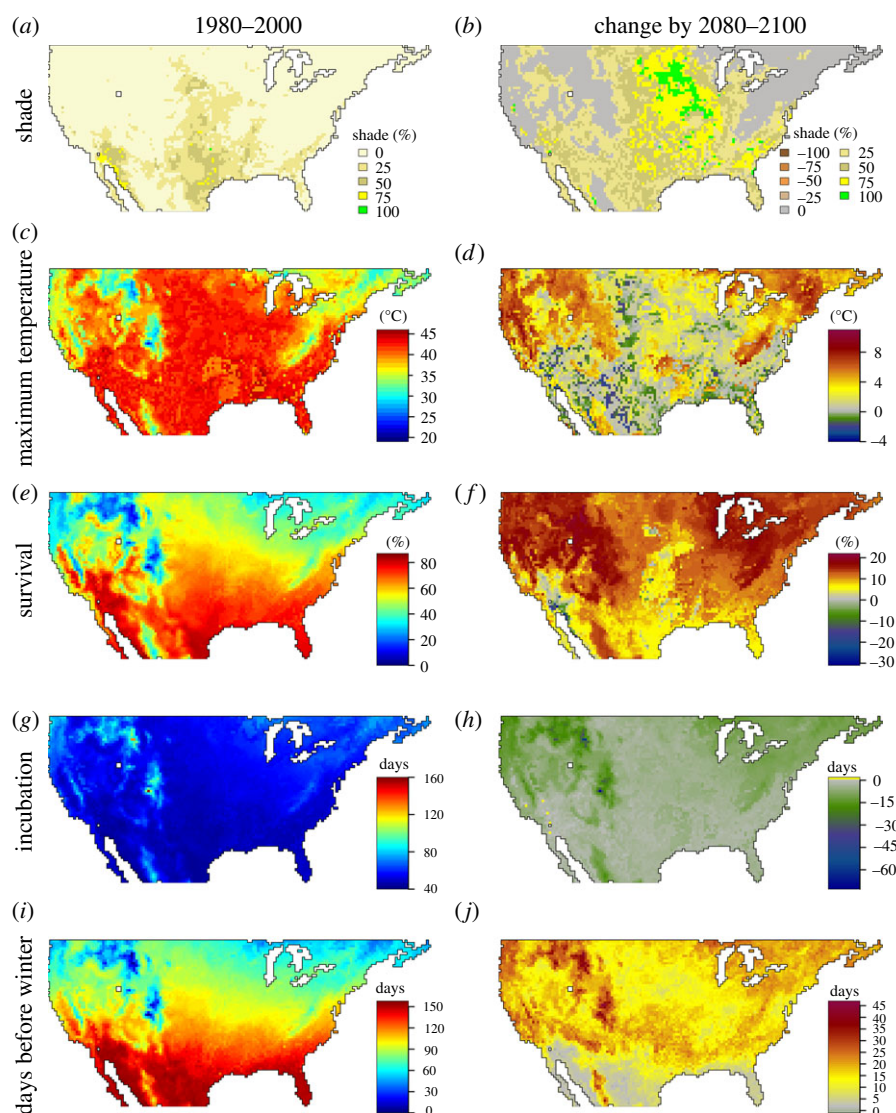 (a) 1980–2000
(b) change by 2080–2100
shade
shade (%)
0
25
50
75
100
shade (%)
–100
–75
–50
–25
0
25
50
75
100
(c)
(d)
maximum temperature
(°C)
45
40
35
30
25
20
(°C)
8
4
0
–4
(e)
(f)
survival
(%)
80
60
40
20
0
(%)
20
10
0
–10
–20
–30
(g)
(h)
incubation
days
160
120
80
40
days
0
–15
–30
–45
–60
(i)
(j)
days before winter
days
150
120
90
60
30
0
days
45
40
35
30
25
20
15
10
5
0